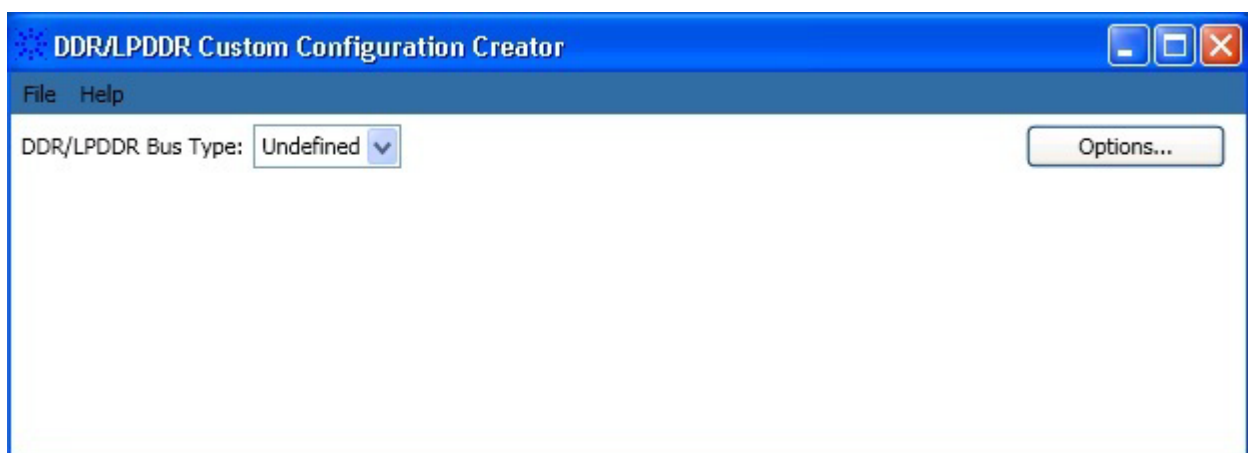 DDR/LPDDR Custom Configuration Creator
File Help
DDR/LPDDR Bus Type: Undefined Options...